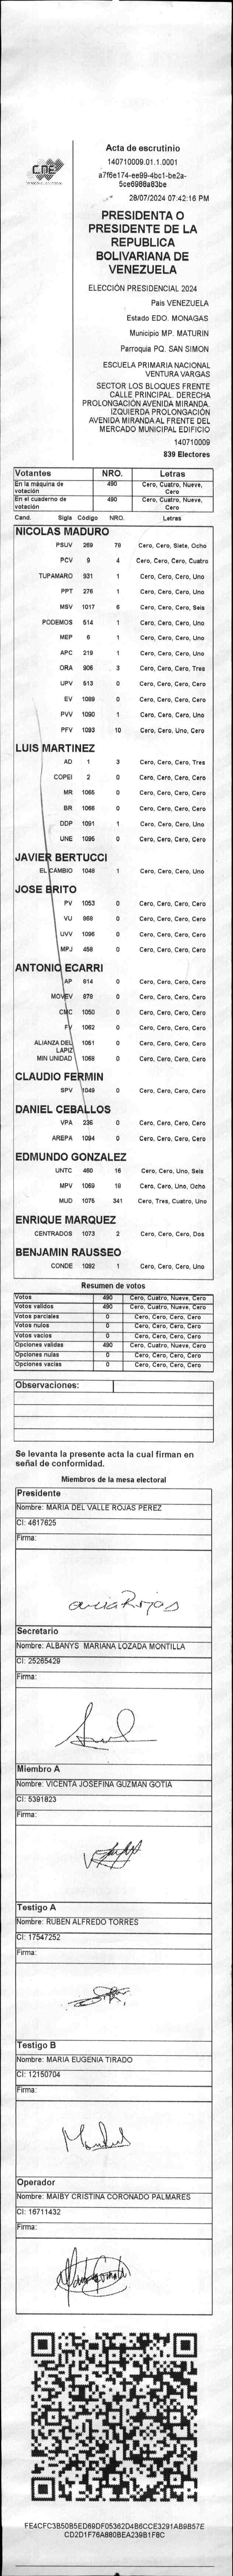 CNE
Acta de escrutinio
140710009.01.1.0001
a7f6e174-ee99-4bc1-be2a-
5ce6988a83be
28/07/2024 07:42:16 PM
PRESIDENTA O
PRESIDENTE DE LA
REPUBLICA
BOLIVARIANA DE
VENEZUELA
ELECCIÓN PRESIDENCIAL 2024
Pais VENEZUELA
Estado EDO. MONAGAS
Municipio MP. MATURIN
Parroquia PQ. SAN SIMON
ESCUELA PRIMARIA NACIONAL
VENTURA VARGAS
SECTOR LOS BLOQUES FRENTE
CALLE PRINCIPAL. DERECHA
PROLONGACIÓN AVENIDA MIRANDA.
IZQUIERDA PROLONGACIÓN
AVENIDA MIRANDA AL FRENTE DEL
MERCADO MUNICIPAL EDIFICIO
140710009
839 Electores
Votantes NRO. Letras
En la máquina de votación 490 Cero, Cuatro, Nueve, Cero
En el cuaderno de votación 490 Cero, Cuatro, Nueve, Cero
Cand. Sigla Código NRO. Letras
NICOLAS MADURO
PSUV 269 78 Cero, Cero, Siete, Ocho
PCV 9 4 Cero, Cero, Cero, Cuatro
TUPAMARO 931 1 Cero, Cero, Cero, Uno
PPT 276 1 Cero, Cero, Cero, Uno
MSV 1017 6 Cero, Cero, Cero, Seis
PODEMOS 514 1 Cero, Cero, Cero, Uno
MEP 6 1 Cero, Cero, Cero, Uno
APC 219 1 Cero, Cero, Cero, Uno
ORA 906 3 Cero, Cero, Cero, Tres
UPV 513 0 Cero, Cero, Cero, Cero
EV 1089 0 Cero, Cero, Cero, Cero
PVV 1090 1 Cero, Cero, Cero, Uno
PFV 1093 10 Cero, Cero, Uno, Cero
LUIS MARTINEZ
AD 1 3 Cero, Cero, Cero, Tres
COPEI 2 0 Cero, Cero, Cero, Cero
MR 1065 0 Cero, Cero, Cero, Cero
BR 1066 0 Cero, Cero, Cero, Cero
DDP 1091 1 Cero, Cero, Cero, Uno
UNE 1095 0 Cero, Cero, Cero, Cero
JAVIER BERTUCCI
EL CAMBIO 1048 1 Cero, Cero, Cero, Uno
JOSE BRITO
PV 1053 0 Cero, Cero, Cero, Cero
VU 868 0 Cero, Cero, Cero, Cero
UVV 1096 0 Cero, Cero, Cero, Cero
MPJ 458 0 Cero, Cero, Cero, Cero
ANTONIO ECARRI
AP 814 0 Cero, Cero, Cero, Cero
MOVEV 878 0 Cero, Cero, Cero, Cero
CMC 1050 0 Cero, Cero, Cero, Cero
FV 1062 0 Cero, Cero, Cero, Cero
ALIANZA DEL LAPIZ 1051 0 Cero, Cero, Cero, Cero
MIN UNIDAD 1068 0 Cero, Cero, Cero, Cero
CLAUDIO FERMIN
SPV 1049 0 Cero, Cero, Cero, Cero
DANIEL CEBALLOS
VPA 236 0 Cero, Cero, Cero, Cero
AREPA 1094 0 Cero, Cero, Cero, Cero
EDMUNDO GONZALEZ
UNTC 460 16 Cero, Cero, Uno, Seis
MPV 1069 18 Cero, Cero, Uno, Ocho
MUD 1075 341 Cero, Tres, Cuatro, Uno
ENRIQUE MARQUEZ
CENTRADOS 1073 2 Cero, Cero, Cero, Dos
BENJAMIN RAUSSEO
CONDE 1092 1 Cero, Cero, Cero, Uno
Resumen de votos
Votos 490 Cero, Cuatro, Nueve, Cero
Votos validos 490 Cero, Cuatro, Nueve, Cero
Votos parciales 0 Cero, Cero, Cero, Cero
Votos nulos 0 Cero, Cero, Cero, Cero
Votos vacios 0 Cero, Cero, Cero, Cero
Opciones validas 490 Cero, Cuatro, Nueve, Cero
Opciones nulas 0 Cero, Cero, Cero, Cero
Opciones vacias 0 Cero, Cero, Cero, Cero
Observaciones:
Se levanta la presente acta la cual firman en
señal de conformidad.
Miembros de la mesa electoral
Presidente
Nombre: MARIA DEL VALLE ROJAS PEREZ
CI: 4617625
Firma:
Maria Rojas
Secretario
Nombre: ALBANYS MARIANA LOZADA MONTILLA
CI: 25265429
Firma:
Miembro A
Nombre: VICENTA JOSEFINA GUZMAN GOTIA
CI: 5391823
Firma:
Testigo A
Nombre: RUBEN ALFREDO TORRES
CI: 17547252
Firma:
Testigo B
Nombre: MARIA EUGENIA TIRADO
CI: 12150704
Firma:
Operador
Nombre: MAIBY CRISTINA CORONADO PALMARES
CI: 16711432
Firma:
FE4CFC3B50B5ED69DF05362D4B6CCE3291AB9B57E
CD2D1F76A880BEA239B1F8C